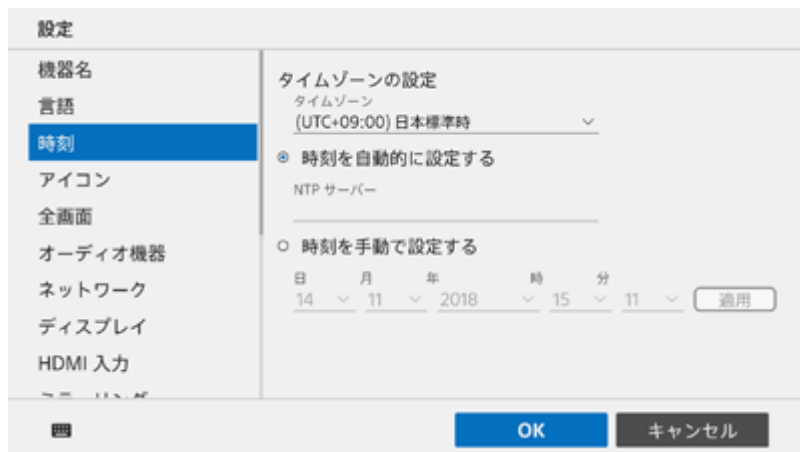 設定
機器名
言語
時刻
アイコン
全画面
オーディオ機器
ネットワーク
ディスプレイ
HDMI 入力
タイムゾーンの設定
タイムゾーン
(UTC+09:00) 日本標準時
時刻を自動的に設定する
NTP サーバー
時刻を手動で設定する
日 月 年 時 分
14 11 2018 15 11 適用
OK キャンセル